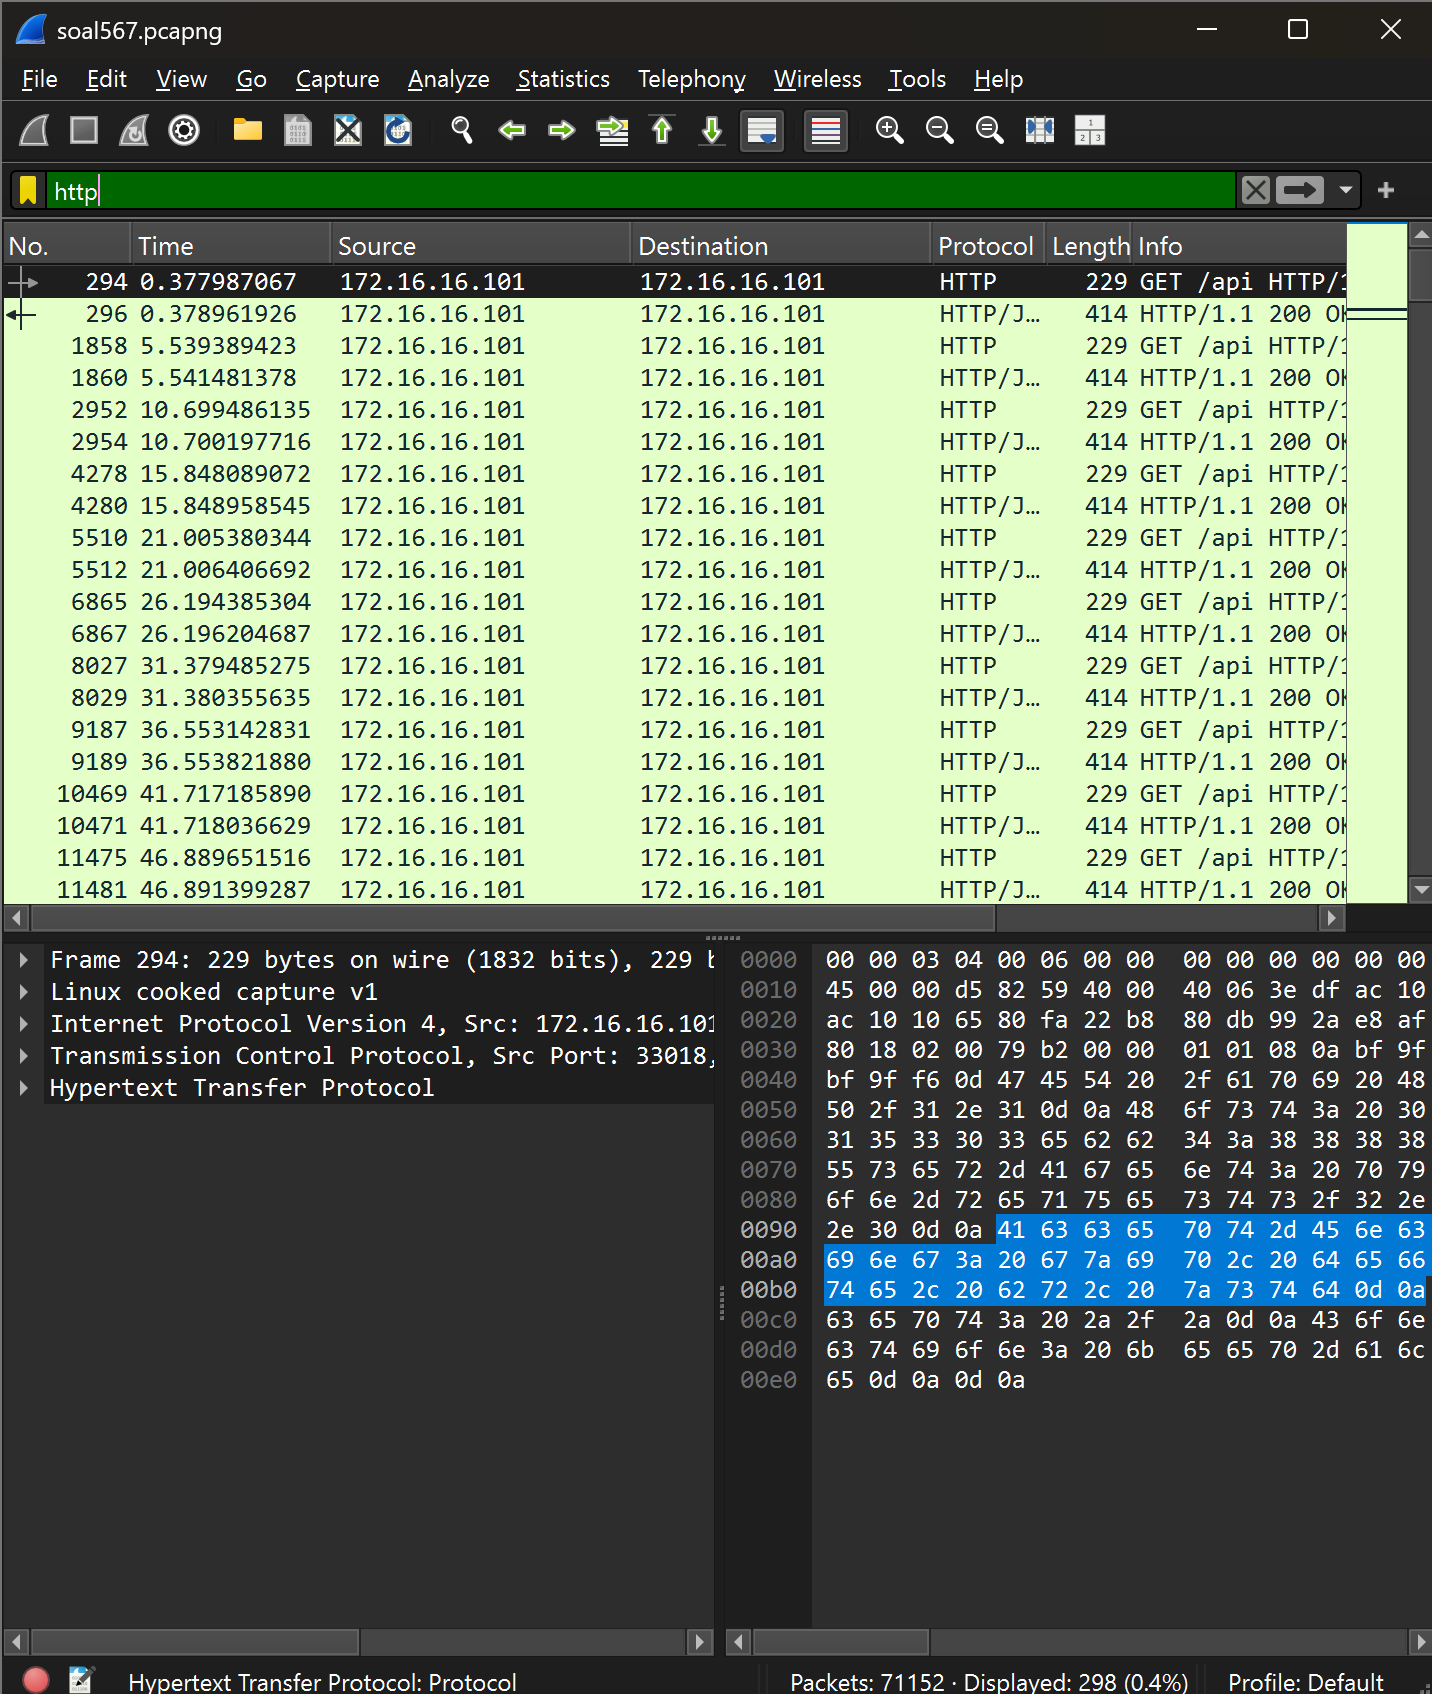 soal567.pcapng
File Edit View Go Capture Analyze Statistics Telephony Wireless Tools Help
http
No. Time Source Destination Protocol Length Info
294 0.377987067 172.16.16.101 172.16.16.101 HTTP 229 GET /api HTTP/1
296 0.378961926 172.16.16.101 172.16.16.101 HTTP/J… 414 HTTP/1.1 200 OK
1858 5.539389423 172.16.16.101 172.16.16.101 HTTP 229 GET /api HTTP/1
1860 5.541481378 172.16.16.101 172.16.16.101 HTTP/J… 414 HTTP/1.1 200 OK
2952 10.699486135 172.16.16.101 172.16.16.101 HTTP 229 GET /api HTTP/1
2954 10.700197716 172.16.16.101 172.16.16.101 HTTP/J… 414 HTTP/1.1 200 OK
4278 15.848089072 172.16.16.101 172.16.16.101 HTTP 229 GET /api HTTP/1
4280 15.848958545 172.16.16.101 172.16.16.101 HTTP/J… 414 HTTP/1.1 200 OK
5510 21.005380344 172.16.16.101 172.16.16.101 HTTP 229 GET /api HTTP/1
5512 21.006406692 172.16.16.101 172.16.16.101 HTTP/J… 414 HTTP/1.1 200 OK
6865 26.194385304 172.16.16.101 172.16.16.101 HTTP 229 GET /api HTTP/1
6867 26.196204687 172.16.16.101 172.16.16.101 HTTP/J… 414 HTTP/1.1 200 OK
8027 31.379485275 172.16.16.101 172.16.16.101 HTTP 229 GET /api HTTP/1
8029 31.380355635 172.16.16.101 172.16.16.101 HTTP/J… 414 HTTP/1.1 200 OK
9187 36.553142831 172.16.16.101 172.16.16.101 HTTP 229 GET /api HTTP/1
9189 36.553821880 172.16.16.101 172.16.16.101 HTTP/J… 414 HTTP/1.1 200 OK
10469 41.717185890 172.16.16.101 172.16.16.101 HTTP 229 GET /api HTTP/1
10471 41.718036629 172.16.16.101 172.16.16.101 HTTP/J… 414 HTTP/1.1 200 OK
11475 46.889651516 172.16.16.101 172.16.16.101 HTTP 229 GET /api HTTP/1
11481 46.891399287 172.16.16.101 172.16.16.101 HTTP/J… 414 HTTP/1.1 200 OK
Frame 294: 229 bytes on wire (1832 bits), 229 b
Linux cooked capture v1
Internet Protocol Version 4, Src: 172.16.16.101
Transmission Control Protocol, Src Port: 33018,
Hypertext Transfer Protocol
0000 00 00 03 04 00 06 00 00 00 00 00 00 00 00
0010 45 00 00 d5 82 59 40 00 40 06 3e df ac 10
0020 ac 10 10 65 80 fa 22 b8 80 db 99 2a e8 af
0030 80 18 02 00 79 b2 00 00 01 01 08 0a bf 9f
0040 bf 9f f6 0d 47 45 54 20 2f 61 70 69 20 48
0050 50 2f 31 2e 31 0d 0a 48 6f 73 74 3a 20 30
0060 31 35 33 30 33 65 62 62 34 3a 38 38 38 38
0070 55 73 65 72 2d 41 67 65 6e 74 3a 20 70 79
0080 6f 6e 2d 72 65 71 75 65 73 74 73 2f 32 2e
0090 2e 30 0d 0a 41 63 63 65 70 74 2d 45 6e 63
00a0 69 6e 67 3a 20 67 7a 69 70 2c 20 64 65 66
00b0 74 65 2c 20 62 72 2c 20 7a 73 74 64 0d 0a
00c0 63 65 70 74 3a 20 2a 2f 2a 0d 0a 43 6f 6e
00d0 63 74 69 6f 6e 3a 20 6b 65 65 70 2d 61 6c
00e0 65 0d 0a 0d 0a
Hypertext Transfer Protocol: Protocol Packets: 71152 · Displayed: 298 (0.4%) Profile: Default